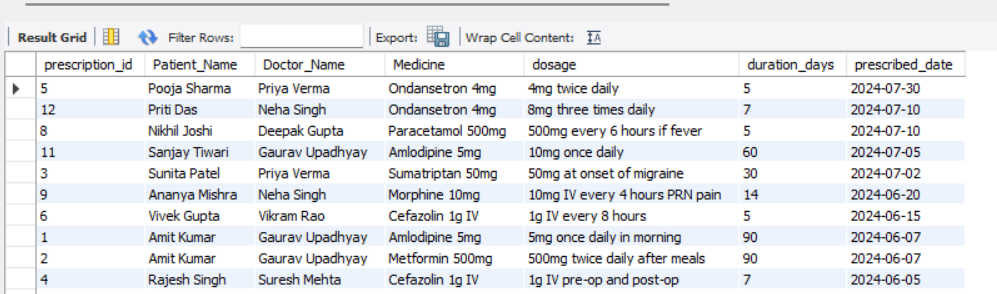 Result Grid Filter Rows: Export: Wrap Cell Content: IA
prescription_id Patient_Name Doctor_Name Medicine dosage duration_days prescribed_date
5 Pooja Sharma Priya Verma Ondansetron 4mg 4mg twice daily 5 2024-07-30
12 Priti Das Neha Singh Ondansetron 4mg 8mg three times daily 7 2024-07-10
8 Nikhil Joshi Deepak Gupta Paracetamol 500mg 500mg every 6 hours if fever 5 2024-07-10
11 Sanjay Tiwari Gaurav Upadhyay Amlodipine 5mg 10mg once daily 60 2024-07-05
3 Sunita Patel Priya Verma Sumatriptan 50mg 50mg at onset of migraine 30 2024-07-02
9 Ananya Mishra Neha Singh Morphine 10mg 10mg IV every 4 hours PRN pain 14 2024-06-20
6 Vivek Gupta Vikram Rao Cefazolin 1g IV 1g IV every 8 hours 5 2024-06-15
1 Amit Kumar Gaurav Upadhyay Amlodipine 5mg 5mg once daily in morning 90 2024-06-07
2 Amit Kumar Gaurav Upadhyay Metformin 500mg 500mg twice daily after meals 90 2024-06-07
4 Rajesh Singh Suresh Mehta Cefazolin 1g IV 1g IV pre-op and post-op 7 2024-06-05